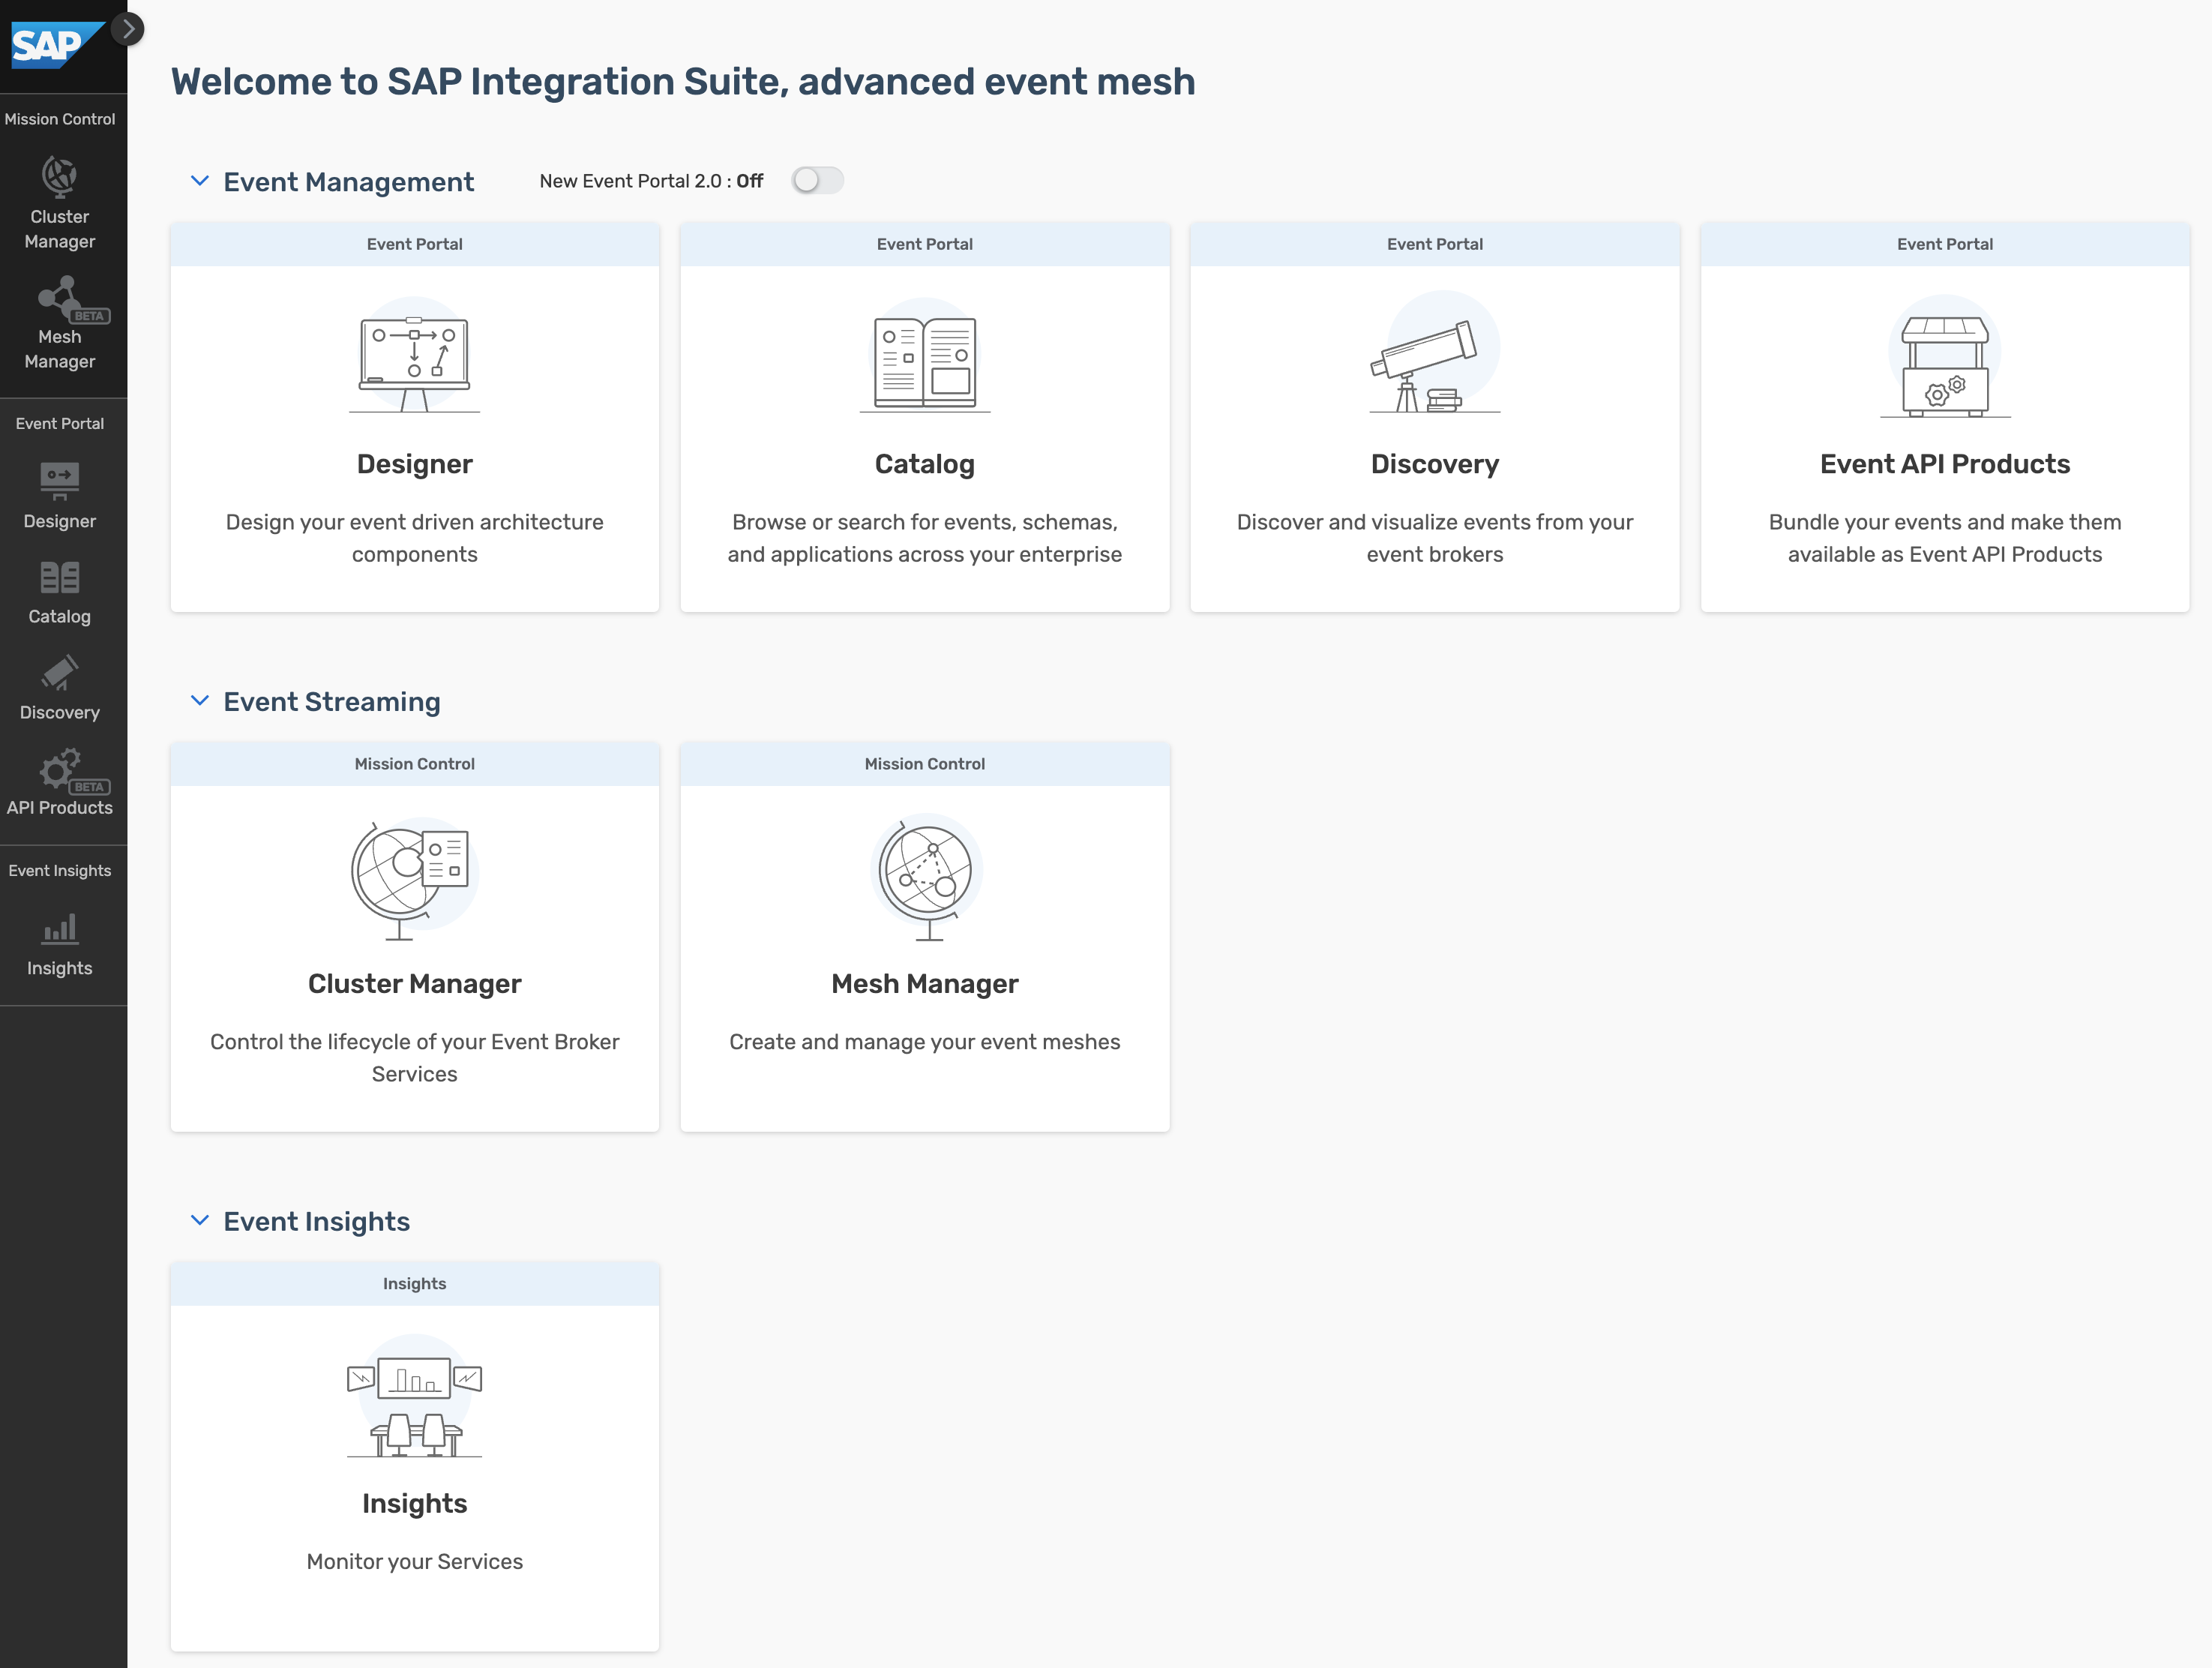 SAP
Mission Control
Cluster
Manager
BETA
Mesh
Manager
Event Portal
Designer
Catalog
Discovery
BETA
API Products
Event Insights
Insights
Welcome to SAP Integration Suite, advanced event mesh
Event Management
New Event Portal 2.0 : Off
Event Portal
Designer
Design your event driven architecture
components
Event Portal
Catalog
Browse or search for events, schemas,
and applications across your enterprise
Event Portal
Discovery
Discover and visualize events from your
event brokers
Event Portal
Event API Products
Bundle your events and make them
available as Event API Products
Event Streaming
Mission Control
Cluster Manager
Control the lifecycle of your Event Broker
Services
Mission Control
Mesh Manager
Create and manage your event meshes
Event Insights
Insights
Insights
Monitor your Services